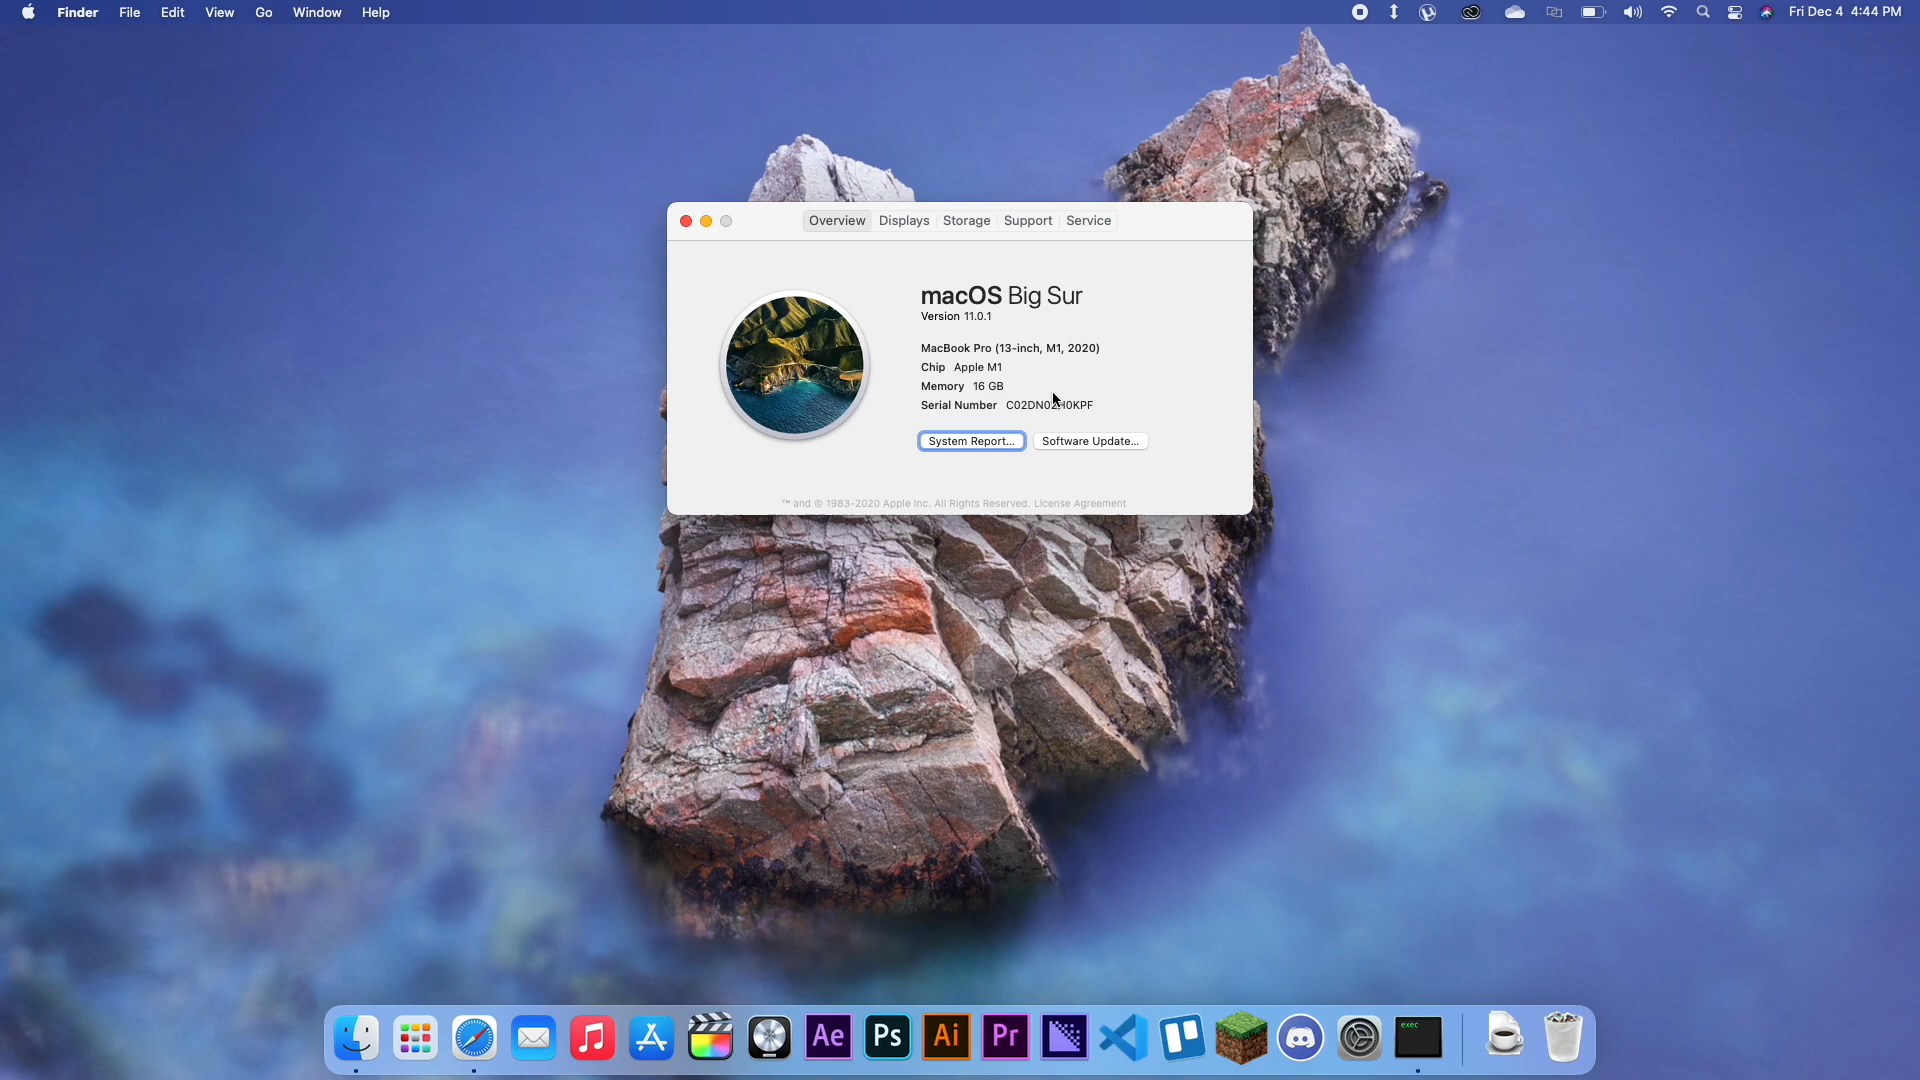 Finder File Edit View Go Window Help
Fri Dec 4 4:44 PM
Overview Displays Storage Support Service
macOS Big Sur
Version 11.0.1
MacBook Pro (13-inch, M1, 2020)
Chip Apple M1
Memory 16 GB
Serial Number
System Report... Software Update...
™ and © 1983-2020 Apple Inc. All Rights Reserved. License Agreement
exec
Ae Ps Ai Pr